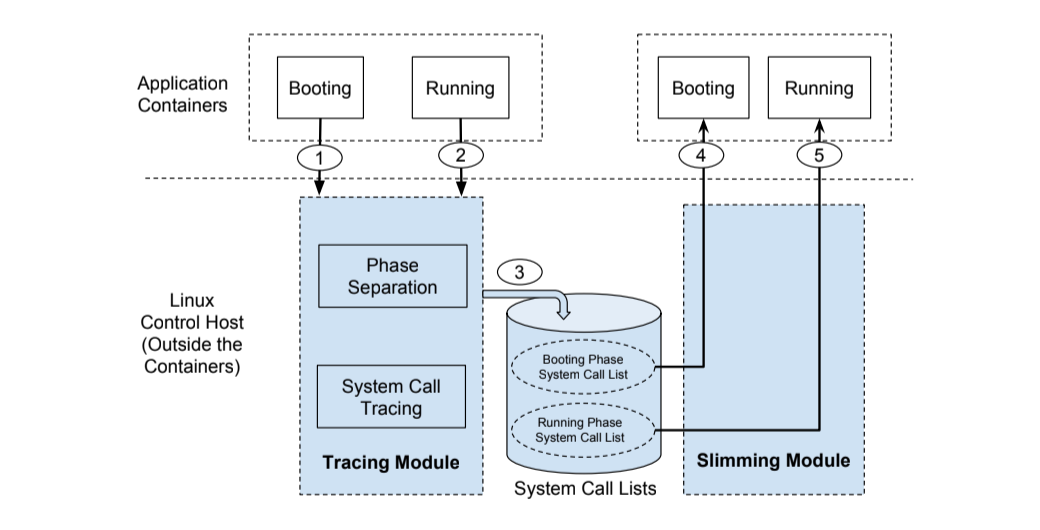 Application
Containers
Booting
Running
Booting
Running
1
2
4
5
Linux
Control Host
(Outside the
Containers)
Phase
Separation
System Call
Tracing
Tracing Module
3
Booting Phase
System Call List
Running Phase
System Call List
System Call Lists
Slimming Module